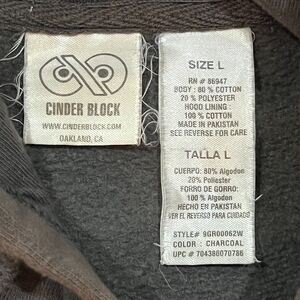 CINDER BLOCK
WWW.CINDERBLOCK.COM
OAKLAND, CA
SIZE L
RN # 86947
BODY : 80 % COTTON
20 % POLYESTER
HOOD LINING :
100 % COTTON
MADE IN PAKISTAN
SEE REVERSE FOR CARE
TALLA L
CUERPO: 80% Algodon
20% Poliester
FORRO DE GORRO:
100% Algodon
HECHO EN PAKISTAN
VER EL REVERSO PARA CUIDADO
STYLE# 9GR00062W
COLOR : CHARCOAL
UPC # 704386070786